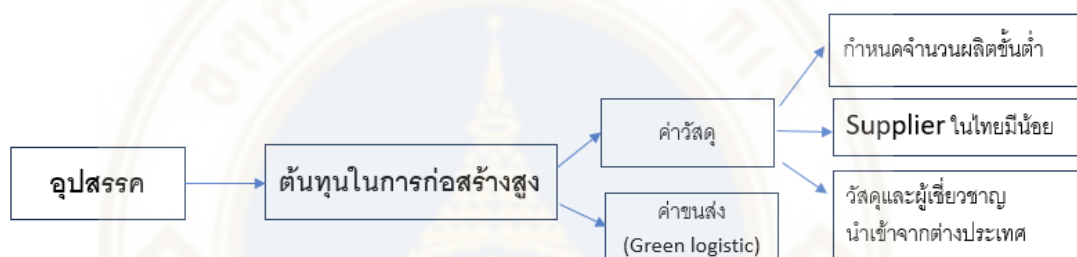 กำหนดจำนวนผลิตขั้นต่ำ
ค่าวัสดุ
Supplier ในไทยมีน้อย
อุปสรรค
ต้นทุนในการก่อสร้างสูง
วัสดุและผู้เชี่ยวชาญ
นำเข้าจากต่างประเทศ
ค่าขนส่ง
(Green logistic)